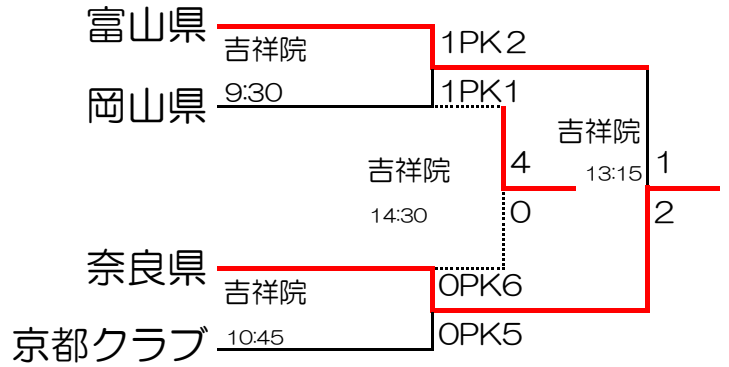 富山県
吉祥院
1PK2
9:30
1PK1
岡山県
吉祥院
13:15
1
2
吉祥院
14:30
4
0
奈良県
吉祥院
0PK6
10:45
0PK5
京都クラブ